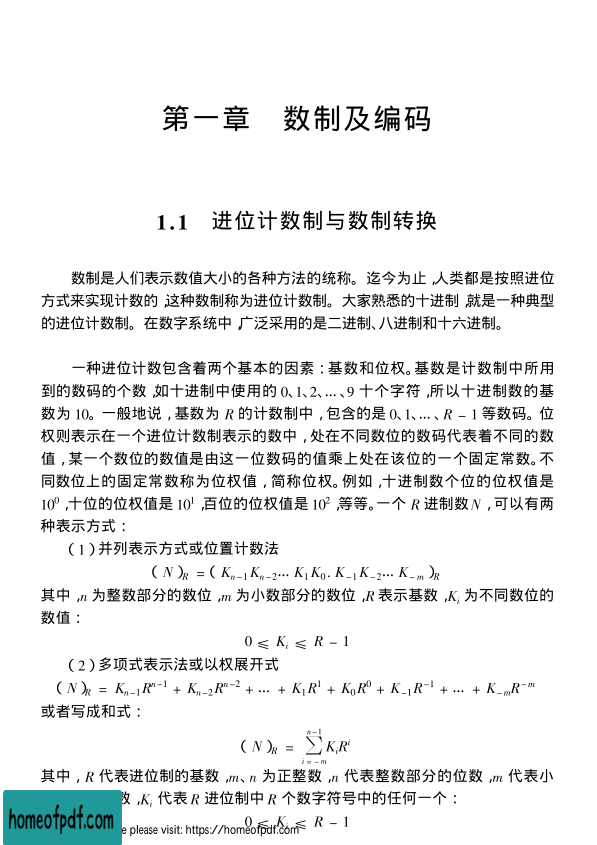 第一章 数制及编码
1.1 进位计数制与数制转换
数制是人们表示数值大小的各种方法的统称。迄今为止,人类都是按照进位
方式来实现计数的,这种数制称为进位计数制。大家熟悉的十进制,就是一种典型
的进位计数制。在数字系统中,广泛采用的是二进制、八进制和十六进制。
一种进位计数包含着两个基本的因素:基数和位权。基数是计数制中所用
到的数码的个数,如十进制中使用的 0、1、2、…、9 十个字符,所以十进制数的基
数为 10。一般地说,基数为 R 的计数制中,包含的是 0、1、…、R − 1 等数码。位
权则表示在一个进位计数制表示的数中,处在不同数位的数码代表着不同的数
值,某一个数位的数值是由这一位数码的值乘上处在该位的一个固定常数。不
同数位上的固定常数称为位权值,简称位权。例如,十进制数个位的位权值是
10⁰,十位的位权值是 10¹,百位的位权值是 10²,等等。一个 R 进制数 N,可以有两
种表示方式:
(1)并列表示方式或位置计数法
(N)_R = (K_{n−1}K_{n−2}…K_1K_0.K_{−1}K_{−2}…K_{−m})_R
其中,n 为整数部分的数位,m 为小数部分的数位,R 表示基数,K_i 为不同数位的
数值:
0 ≤ K_i ≤ R − 1
(2)多项式表示法或以权展开式
(N)_R = K_{n−1}R^{n−1} + K_{n−2}R^{n−2} + … + K_1R^1 + K_0R^0 + K_{−1}R^{−1} + … + K_{−m}R^{−m}
或者写成和式:
(N)_R = \sum_{i=−m}^{n−1} K_iR^i
其中,R 代表进位制的基数,m、n 为正整数,n 代表整数部分的位数,m 代表小
数,K_i 代表 R 进位制中 R 个数字符号中的任何一个:
0 ≤ K_i ≤ R − 1
homeofpdf.com
please visit: https://homeofpdf.com